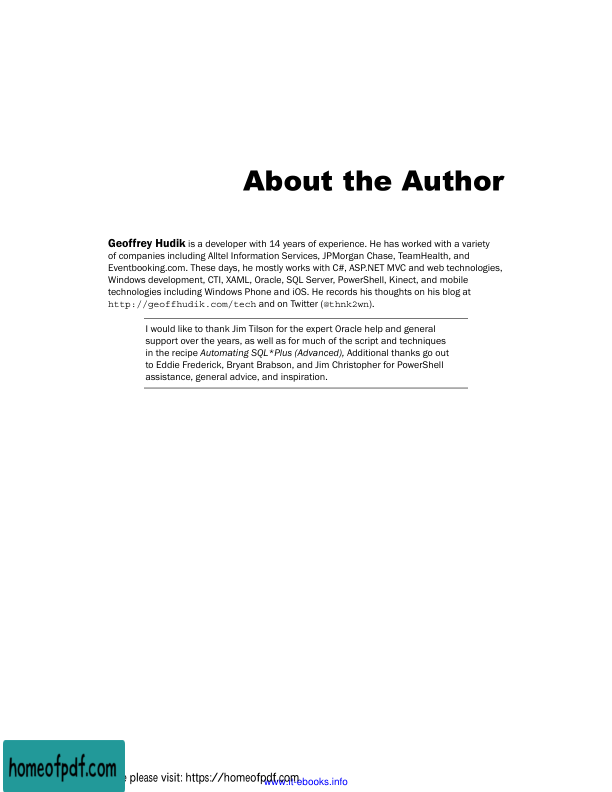 About the Author
Geoffrey Hudik is a developer with 14 years of experience. He has worked with a variety
of companies including Alltel Information Services, JPMorgan Chase, TeamHealth, and
Eventbooking.com. These days, he mostly works with C#, ASP.NET MVC and web technologies,
Windows development, CTI, XAML, Oracle, SQL Server, PowerShell, Kinect, and mobile
technologies including Windows Phone and iOS. He records his thoughts on his blog at
http://geoffhudik.com/tech and on Twitter (@thnk2wn).
I would like to thank Jim Tilson for the expert Oracle help and general
support over the years, as well as for much of the script and techniques
in the recipe Automating SQL*Plus (Advanced), Additional thanks go out
to Eddie Frederick, Bryant Brabson, and Jim Christopher for PowerShell
assistance, general advice, and inspiration.
homeofpdf.com
please visit: https://homeofpdf.com
www.it-ebooks.info